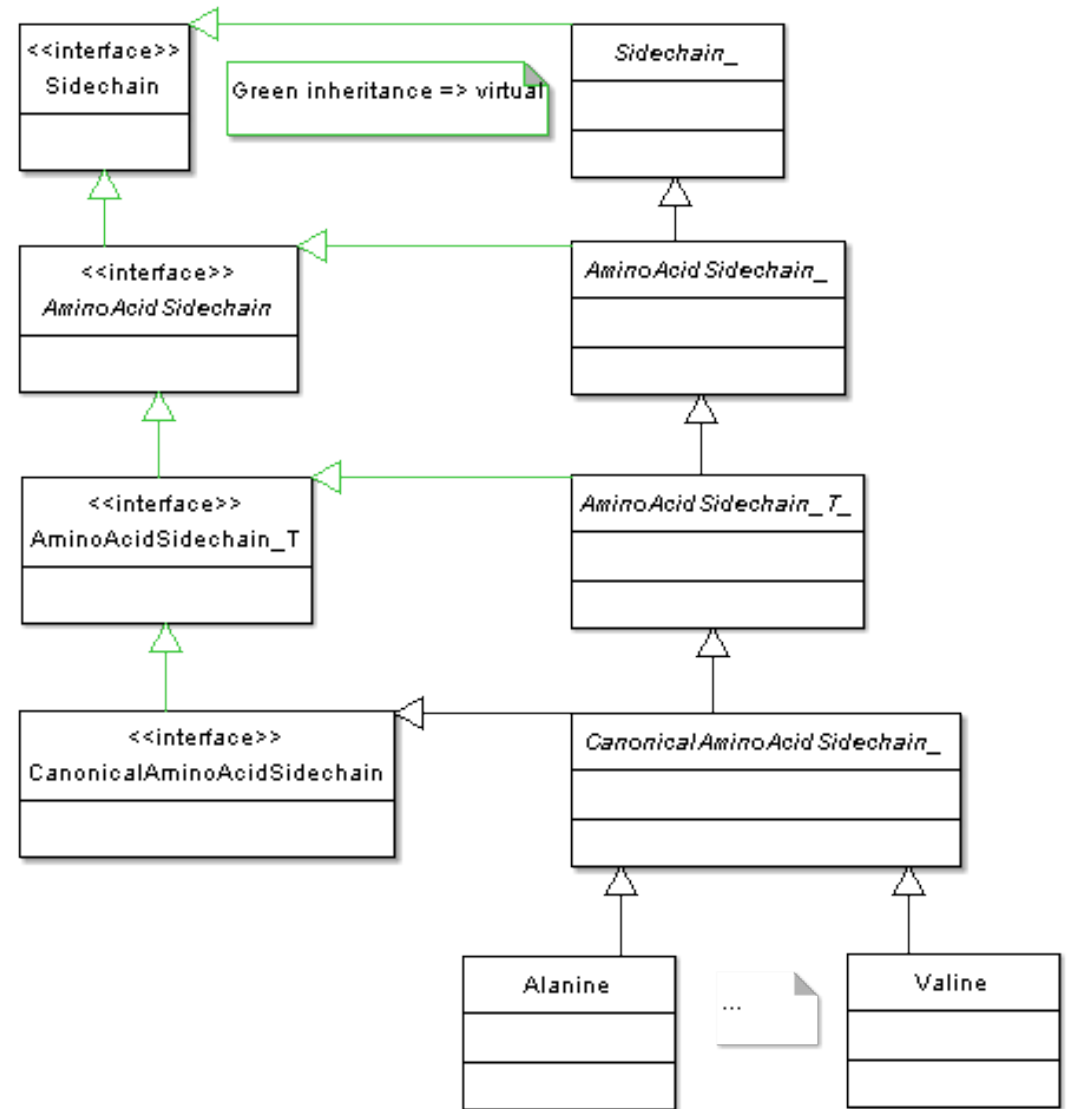 <<interface>>
Sidechain
Green inheritance => virtual
Sidechain_
<<interface>>
AminoAcidSidechain
AminoAcidSidechain_
<<interface>>
AminoAcidSidechain_T
AminoAcidSidechain_T_
<<interface>>
CanonicalAminoAcidSidechain
CanonicalAminoAcidSidechain_
Alanine
...
Valine